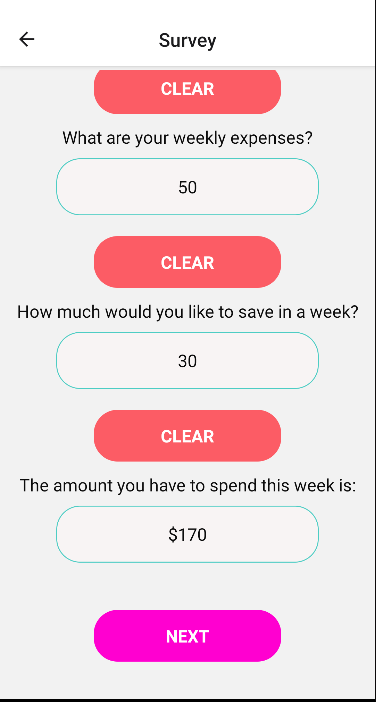 Survey
CLEAR
What are your weekly expenses?
50
CLEAR
How much would you like to save in a week?
30
CLEAR
The amount you have to spend this week is:
$170
NEXT